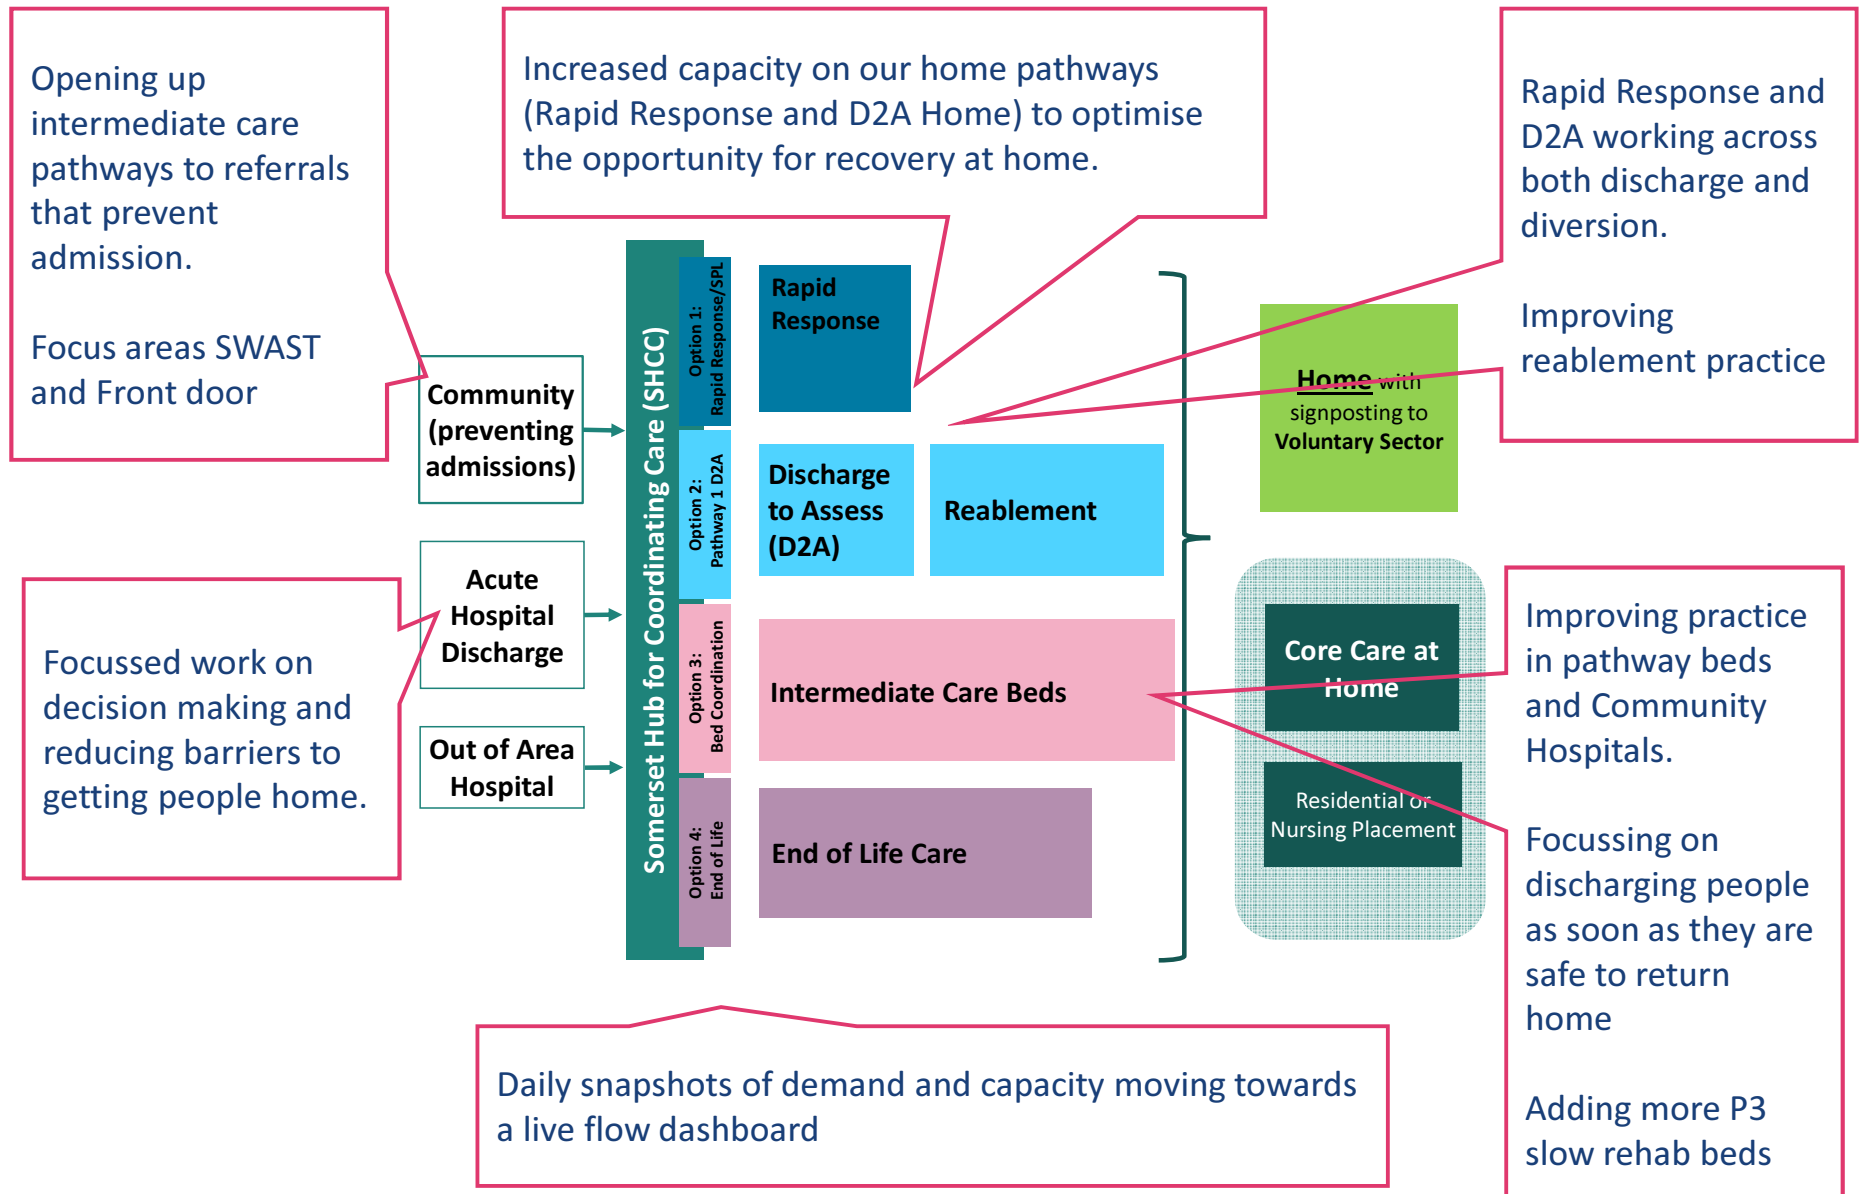 Opening up
intermediate care
pathways to referrals
that prevent
admission.
Focus areas SWAST
and Front door
Increased capacity on our home pathways
(Rapid Response and D2A Home) to optimise
the opportunity for recovery at home.
Rapid Response and
D2A working across
both discharge and
diversion.
Improving
reablement practice
Community
(preventing
admissions)
Acute
Hospital
Discharge
Out of Area
Hospital
Focussed work on
decision making and
reducing barriers to
getting people home.
Somerset Hub for Coordinating Care (SHCC)
Option 1:
Rapid Response/SPL
Option 2:
Pathway 1 D2A
Option 3:
Bed Coordination
Option 4:
End of Life
Rapid
Response
Discharge
to Assess
(D2A)
Reablement
Intermediate Care Beds
End of Life Care
Home with
signposting to
Voluntary Sector
Core Care at
Home
Residential or
Nursing Placement
Improving practice
in pathway beds
and Community
Hospitals.
Focussing on
discharging people
as soon as they are
safe to return
home
Adding more P3
slow rehab beds
Daily snapshots of demand and capacity moving towards
a live flow dashboard